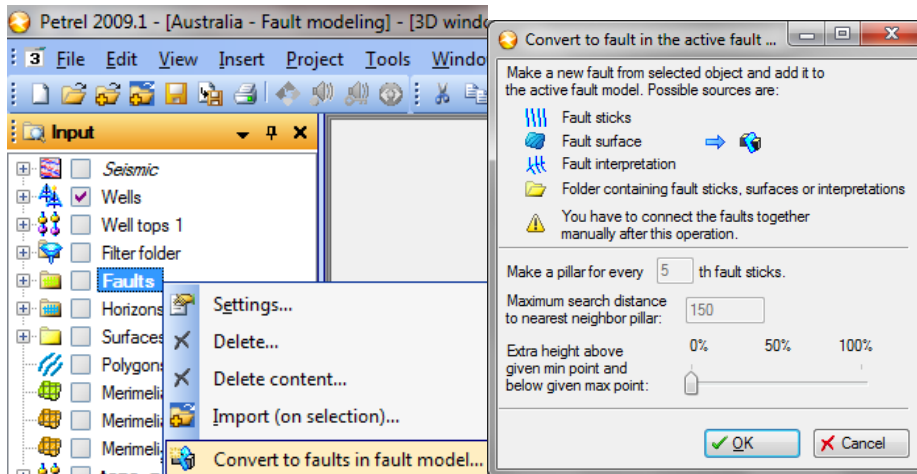 Petrel 2009.1 - [Australia - Fault modeling] - [3D windo
3 File Edit View Insert Project Tools Windo
Input
Seismic
Wells
Well tops 1
Filter folder
Faults
Horizons
Surfaces
Polygons
Merimelia
Merimeli
Merimeli
Settings...
Delete...
Delete content...
Import (on selection)...
Convert to faults in fault model...
Convert to fault in the active fault ...
Make a new fault from selected object and add it to
the active fault model. Possible sources are:
Fault sticks
Fault surface
Fault interpretation
Folder containing fault sticks, surfaces or interpretations
You have to connect the faults together
manually after this operation.
Make a pillar for every 5 th fault sticks.
Maximum search distance
to nearest neighbor pillar: 150
Extra height above
given min point and
below given max point:
0% 50% 100%
OK Cancel